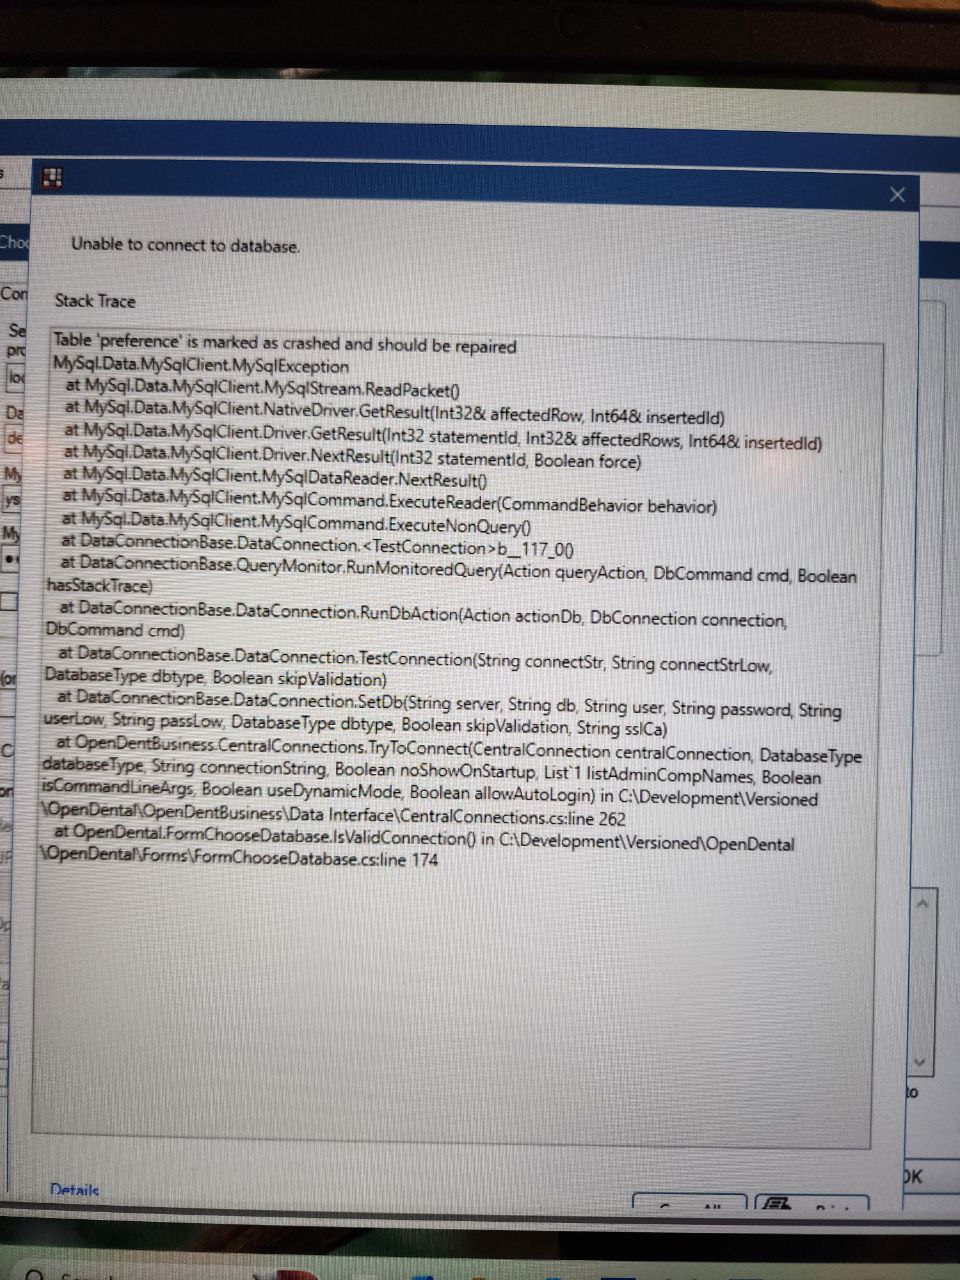 Unable to connect to database.
Stack Trace
Table 'preference' is marked as crashed and should be repaired
MySql.Data.MySqlClient.MySqlException
at MySql.Data.MySqlClient.MySqlStream.ReadPacket()
at MySql.Data.MySqlClient.NativeDriver.GetResult(Int32& affectedRow, Int64& insertedId)
at MySql.Data.MySqlClient.Driver.GetResult(Int32 statementId, Int32& affectedRows, Int64& insertedId)
at MySql.Data.MySqlClient.Driver.NextResult(Int32 statementId, Boolean force)
at MySql.Data.MySqlClient.MySqlDataReader.NextResult()
at MySql.Data.MySqlClient.MySqlCommand.ExecuteReader(CommandBehavior behavior)
at MySql.Data.MySqlClient.MySqlCommand.ExecuteNonQuery()
at DataConnectionBase.DataConnection.<TestConnection>b__117_0()
at DataConnectionBase.QueryMonitor.RunMonitoredQuery(Action queryAction, DbCommand cmd, Boolean
hasStackTrace)
at DataConnectionBase.DataConnection.RunDbAction(Action actionDb, DbConnection connection,
DbCommand cmd)
at DataConnectionBase.DataConnection.TestConnection(String connectStr, String connectStrLow,
DatabaseType dbtype, Boolean skipValidation)
at DataConnectionBase.DataConnection.SetDb(String server, String db, String user, String password, String
userLow, String passLow, DatabaseType dbtype, Boolean skipValidation, String sslCa)
at OpenDentBusiness.CentralConnections.TryToConnect(CentralConnection centralConnection, DatabaseType
databaseType, String connectionString, Boolean noShowOnStartup, List`1 listAdminCompNames, Boolean
isCommandLineArgs, Boolean useDynamicMode, Boolean allowAutoLogin) in C:\Development\Versioned
\OpenDental\OpenDentBusiness\Data Interface\CentralConnections.cs:line 262
at OpenDental.FormChooseDatabase.IsValidConnection() in C:\Development\Versioned\OpenDental
\OpenDental\Forms\FormChooseDatabase.cs:line 174
Details
OK